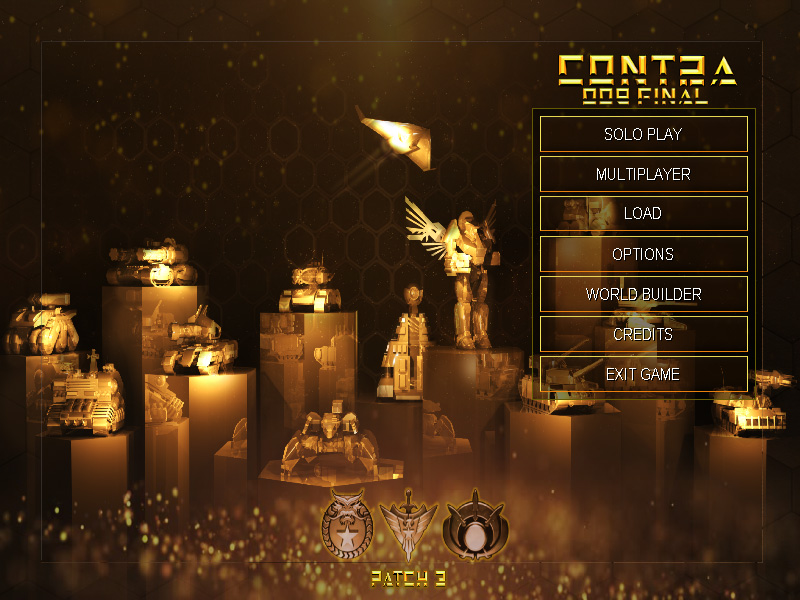 CONTRA
009 FINAL
SOLO PLAY
MULTIPLAYER
LOAD
OPTIONS
WORLD BUILDER
CREDITS
EXIT GAME
PATCH 3